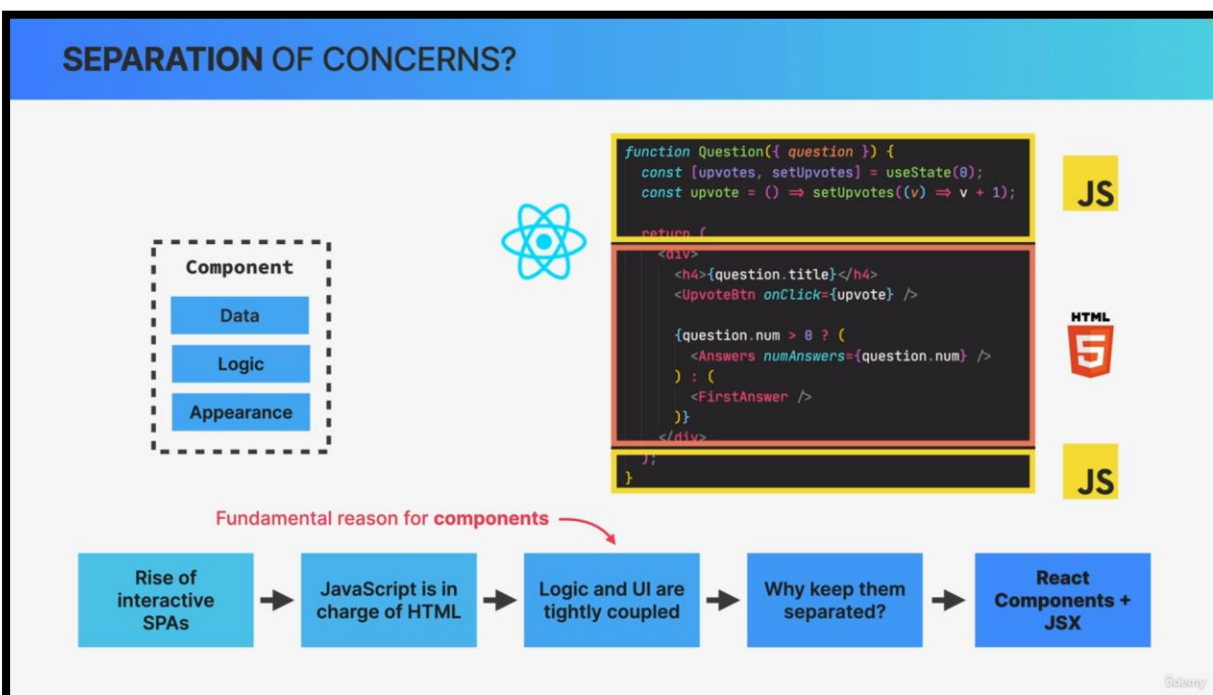 SEPARATION OF CONCERNS?
Component
Data
Logic
Appearance
function Question({ question }) {
const [upvotes, setUpvotes] = useState(0);
const upvote = () ⇒ setUpvotes((v) ⇒ v + 1);
return (
<div>
<h4>{question.title}</h4>
<UpvoteBtn onClick={upvote} />
{question.num > 0 ? (
<Answers numAnswers={question.num} />
) : (
<FirstAnswer />
)}
</div>
);
}
JS
HTML
5
JS
Fundamental reason for components
Rise of
interactive
SPAs
JavaScript is in
charge of HTML
Logic and UI are
tightly coupled
Why keep them
separated?
React
Components +
JSX
Udemy